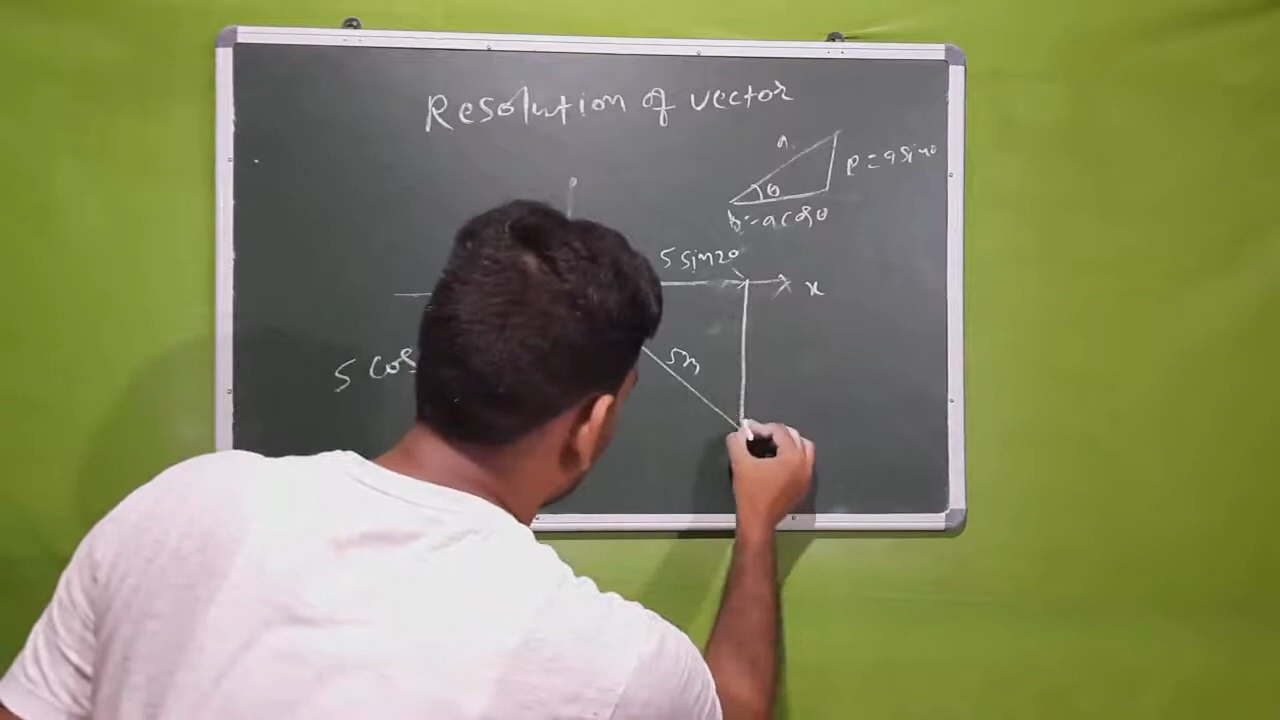 Resolution of vector
a
θ
P = a sinθ
b = a cosθ
5 sin20
x
5 cos
5m